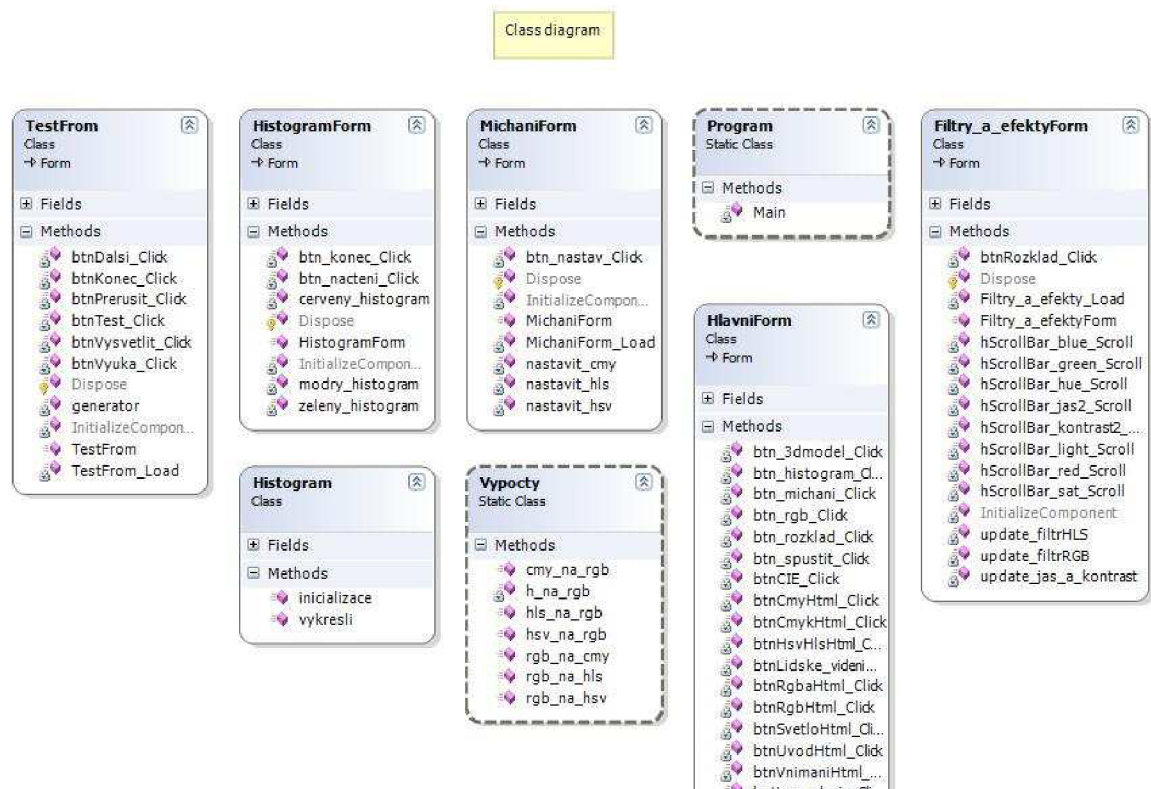 Class diagram
TestFrom
Class
Form
Fields
Methods
btnDalsi_Click
btnKonec_Click
btnPrerusit_Click
btnTest_Click
btnVysvetlit_Click
btnVyuka_Click
Dispose
generator
InitializeCompon...
TestFrom
TestFrom_Load
HistogramForm
Class
Form
Fields
Methods
btn_konec_Click
btn_nacteni_Click
cerveny_histogram
Dispose
HistogramForm
InitializeCompon...
modry_histogram
zeleny_histogram
MichaniForm
Class
Form
Fields
Methods
btn_nastav_Click
Dispose
InitializeCompon...
MichaniForm
MichaniForm_Load
nastavit_cmy
nastavit_hls
nastavit_hsv
Program
Static Class
Methods
Main
Filtry_a_efektyForm
Class
Form
Fields
Methods
btnRozklad_Click
Dispose
Filtry_a_efekty_Load
Filtry_a_efektyForm
hScrollBar_blue_Scroll
hScrollBar_green_Scroll
hScrollBar_hue_Scroll
hScrollBar_jas2_Scroll
hScrollBar_kontrast2_...
hScrollBar_light_Scroll
hScrollBar_red_Scroll
hScrollBar_sat_Scroll
InitializeComponent
update_filtrHLS
update_filtrRGB
update_jas_a_kontrast
Histogram
Class
Fields
Methods
inicializace
vykresli
Vypocty
Static Class
Methods
cmy_na_rgb
h_na_rgb
hls_na_rgb
hsv_na_rgb
rgb_na_cmy
rgb_na_hls
rgb_na_hsv
HlavniForm
Class
Form
Fields
Methods
btn_3dmodel_Click
btn_histogram_Cl...
btn_michani_Click
btn_rgb_Click
btn_rozklad_Click
btn_spustit_Click
btnCIE_Click
btnCmyHtml_Click
btnCmykHtml_Click
btnHsvHlsHtml_C...
btnLidske_videni...
btnRgbaHtml_Click
btnRgbHtml_Click
btnSvetloHtml_Cli...
btnUvodHtml_Click
btnVnimaniHtml_...